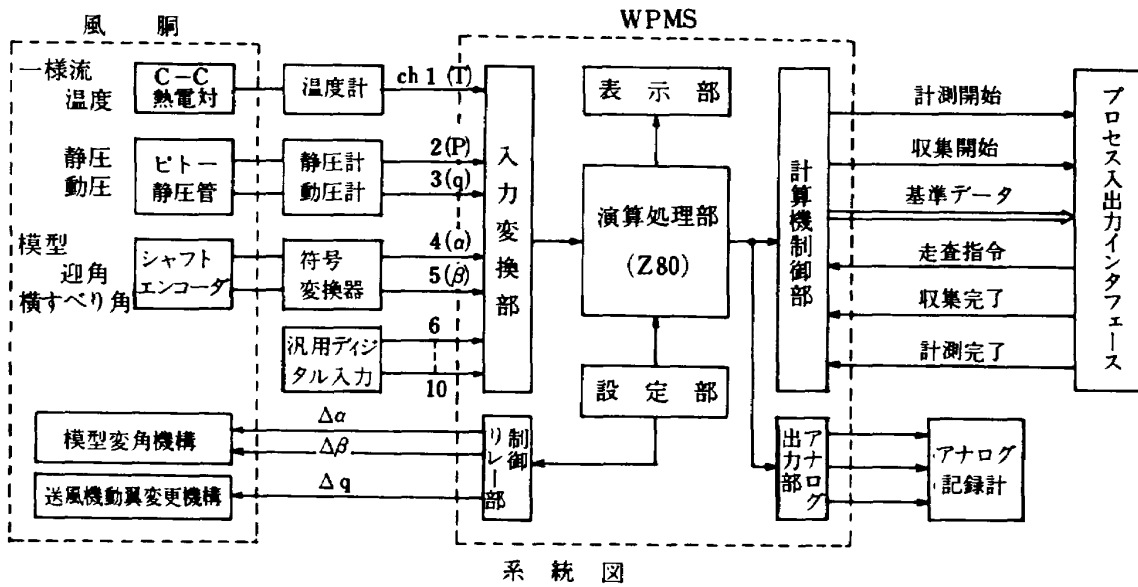 風 胴
WPMS
一様流
温度
C-C
熱電対
温度計
ch 1 (T)
静圧
動圧
ピトー
静圧管
静圧計
動圧計
2(P)
3(q)
模型
迎角
横すべり角
シャフト
エンコーダ
符号
変換器
4(α)
5(β)
汎用ディジ
タル入力
6
10
入力変換部
表示部
演算処理部
(Z80)
設定部
計算機制御部
計測開始
収集開始
基準データ
走査指令
収集完了
計測完了
プロセス入出力インタフェース
模型変角機構
送風機動翼変更機構
Δα
Δβ
Δq
制御
リレー部
アナログ
出力部
アナログ
記録計
系統図